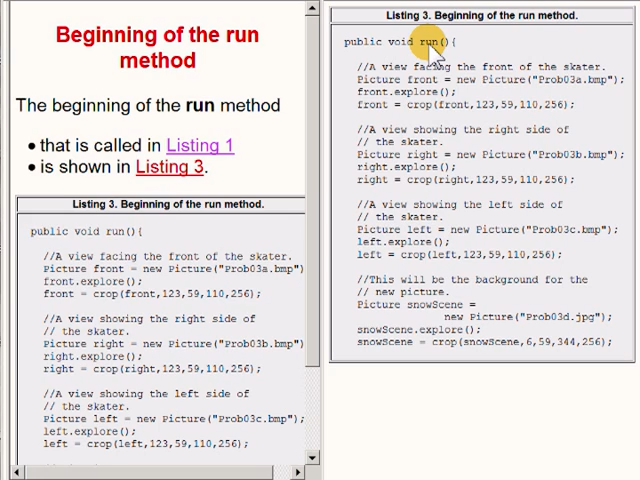 Beginning of the run
method
The beginning of the run method
• that is called in Listing 1
• is shown in Listing 3.
Listing 3. Beginning of the run method.
public void run(){
//A view facing the front of the skater.
Picture front = new Picture("Prob03a.bmp")
front.explore();
front = crop(front,123,59,110,256);
//A view showing the right side of
// the skater.
Picture right = new Picture("Prob03b.bmp")
right.explore();
right = crop(right,123,59,110,256);
//A view showing the left side of
// the skater.
Picture left = new Picture("Prob03c.bmp");
left.explore();
left = crop(left,123,59,110,256);
Listing 3. Beginning of the run method.
public void run(){
//A view facing the front of the skater.
Picture front = new Picture("Prob03a.bmp");
front.explore();
front = crop(front,123,59,110,256);
//A view showing the right side of
// the skater.
Picture right = new Picture("Prob03b.bmp");
right.explore();
right = crop(right,123,59,110,256);
//A view showing the left side of
// the skater.
Picture left = new Picture("Prob03c.bmp");
left.explore();
left = crop(left,123,59,110,256);
//This will be the background for the
// new picture.
Picture snowScene =
new Picture("Prob03d.jpg");
snowScene.explore();
snowScene = crop(snowScene,6,59,344,256);